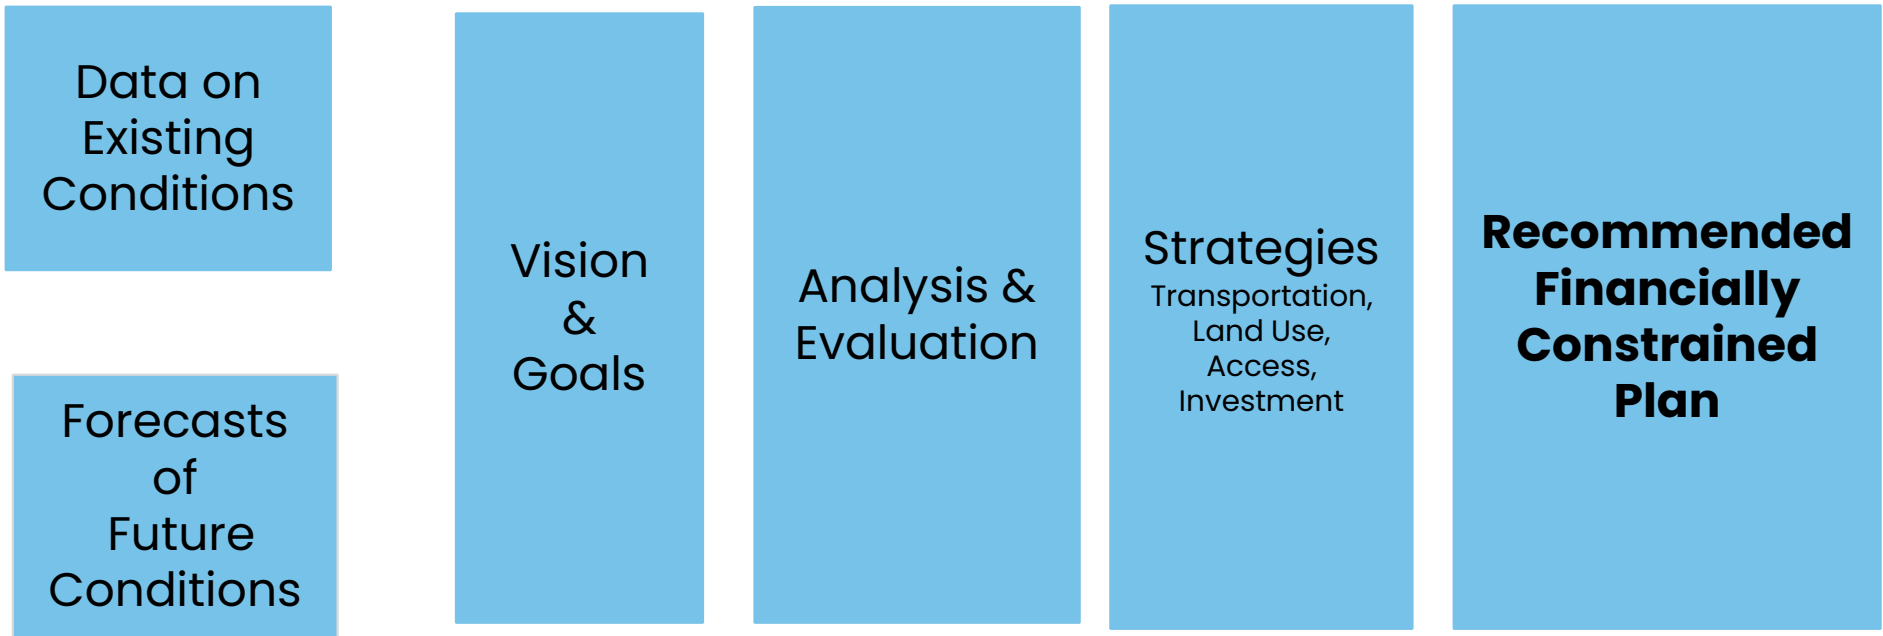 Data on
Existing
Conditions
Forecasts
of
Future
Conditions
Vision
&
Goals
Analysis &
Evaluation
Strategies
Transportation,
Land Use,
Access,
Investment
Recommended
Financially
Constrained
Plan